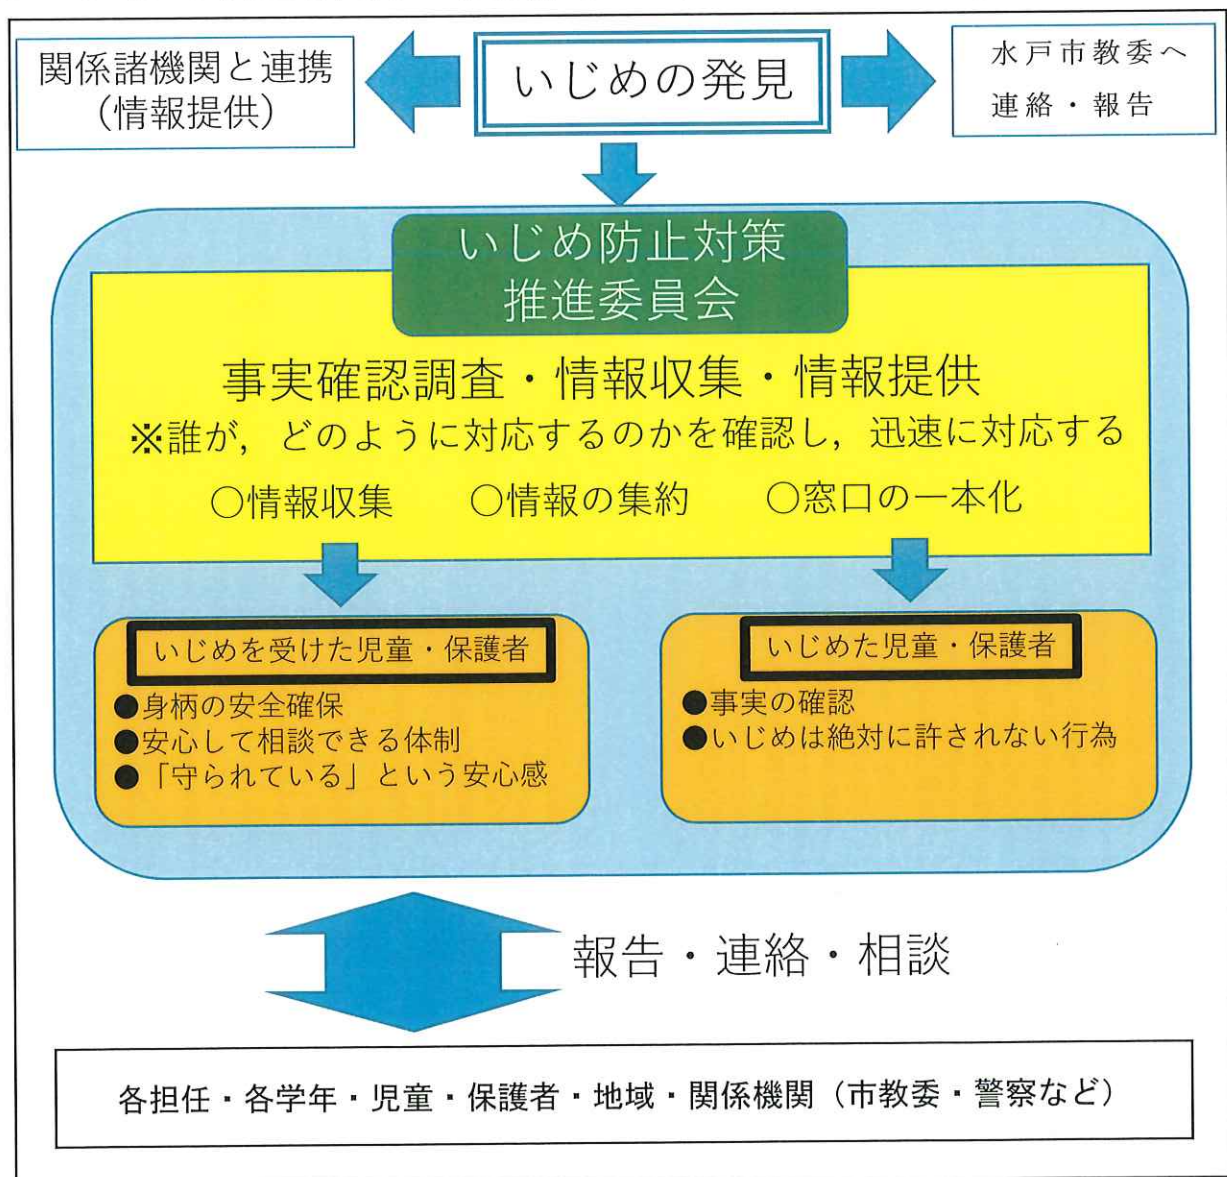 関係諸機関と連携
（情報提供）
いじめの発見
水戸市教委へ
連絡・報告
いじめ防止対策
推進委員会
事実確認調査・情報収集・情報提供
※誰が，どのように対応するのかを確認し，迅速に対応する
○情報収集　○情報の集約　○窓口の一本化
いじめを受けた児童・保護者
●身柄の安全確保
●安心して相談できる体制
●「守られている」という安心感
いじめた児童・保護者
●事実の確認
●いじめは絶対に許されない行為
報告・連絡・相談
各担任・各学年・児童・保護者・地域・関係機関（市教委・警察など）